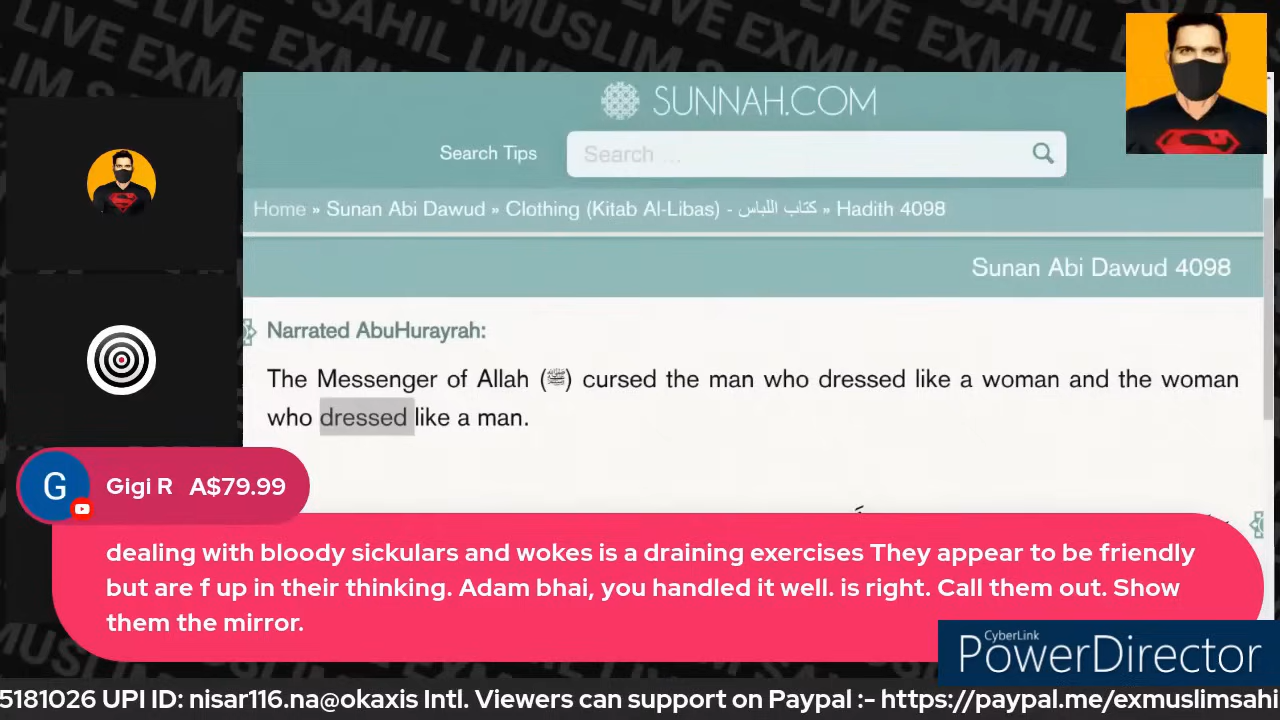 LIVE EXMUSLIM SAHIL
SUNNAH.COM
Search Tips
Search ...
Home » Sunan Abi Dawud » Clothing (Kitab Al-Libas) - كتاب اللباس » Hadith 4098
Sunan Abi Dawud 4098
Narrated AbuHurayrah:
The Messenger of Allah (ﷺ) cursed the man who dressed like a woman and the woman
who dressed like a man.
G
Gigi R A$79.99
dealing with bloody sickulars and wokes is a draining exercises They appear to be friendly
but are f up in their thinking. Adam bhai, you handled it well. is right. Call them out. Show
them the mirror.
CyberLink
PowerDirector
5181026 UPI ID: nisar116.na@okaxis Intl. Viewers can support on Paypal :- https://paypal.me/exmuslimsahi